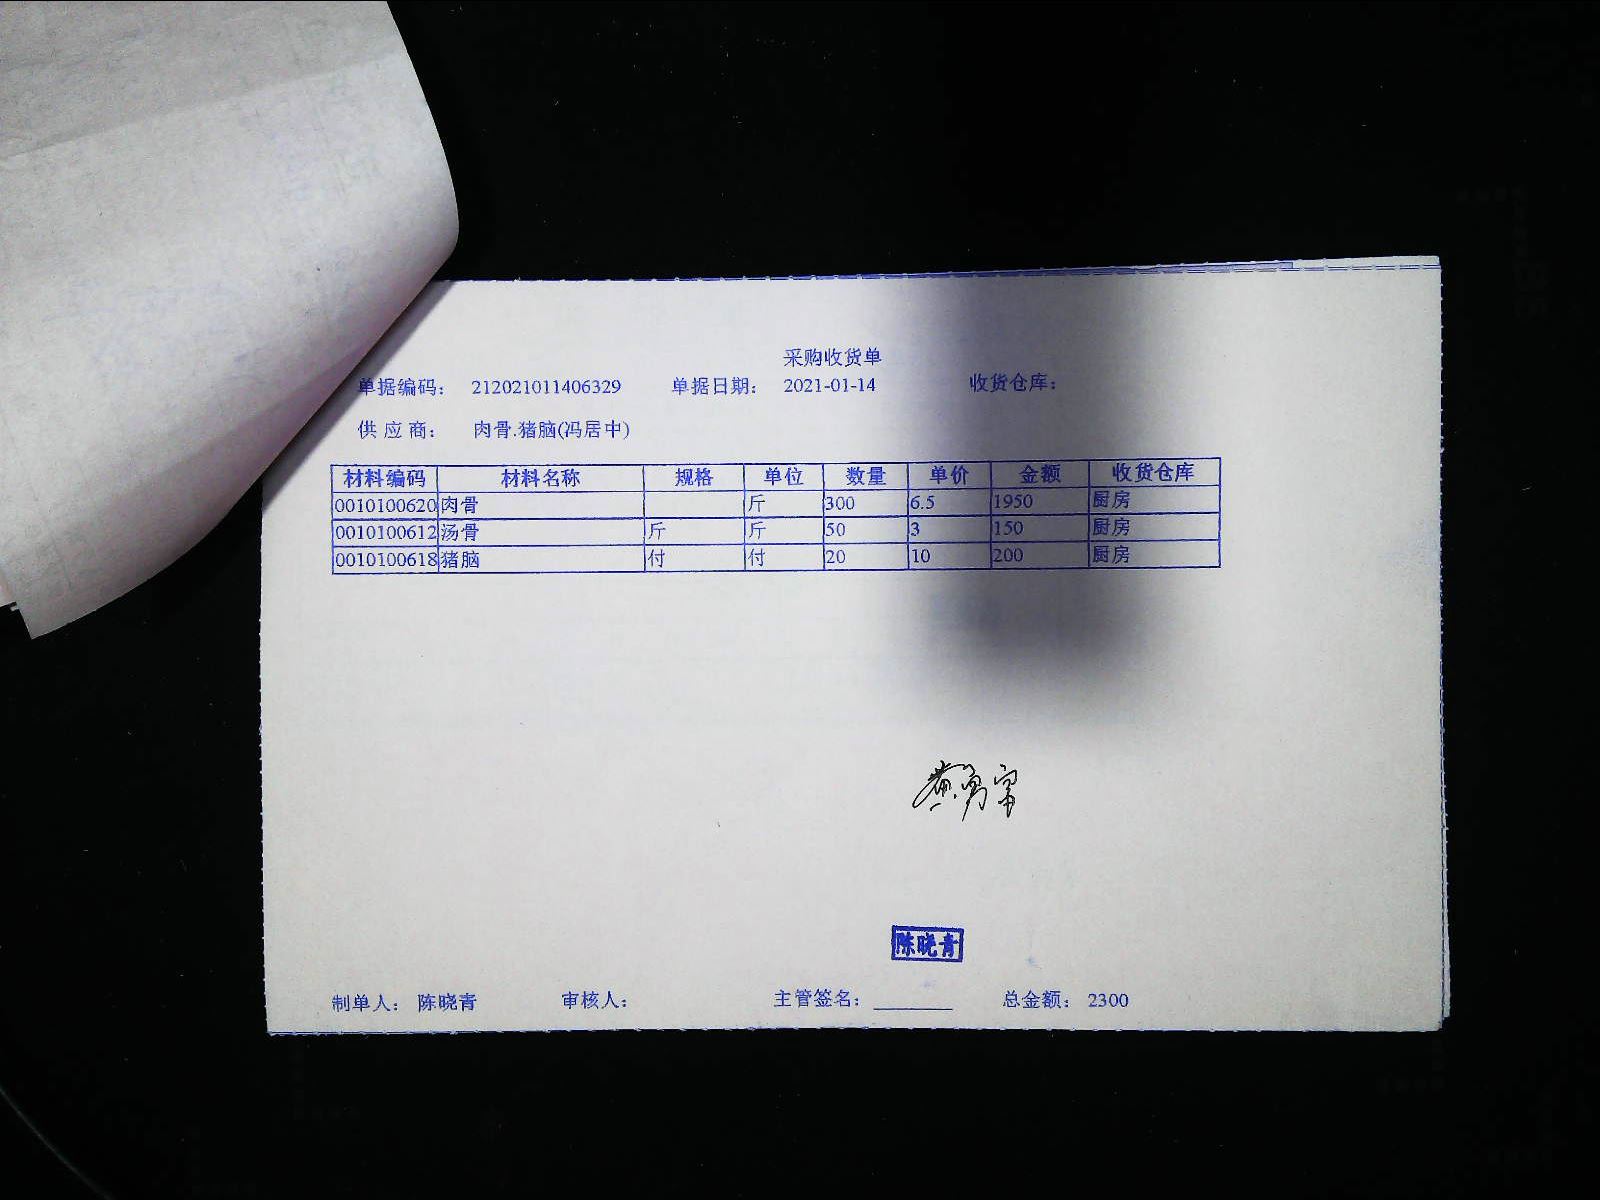 采购收货单
单据编码： 212021011406329 单据日期： 2021-01-14 收货仓库：
供 应 商： 肉骨.猪脑(冯居中)
材料编码 材料名称 规格 单位 数量 单价 金额 收货仓库
0010100620 肉骨 斤 300 6.5 1950 厨房
0010100612 汤骨 斤 斤 50 3 150 厨房
0010100618 猪脑 付 付 20 10 200 厨房
陈晓青
制单人： 陈晓青 审核人： 主管签名： ________ 总金额： 2300